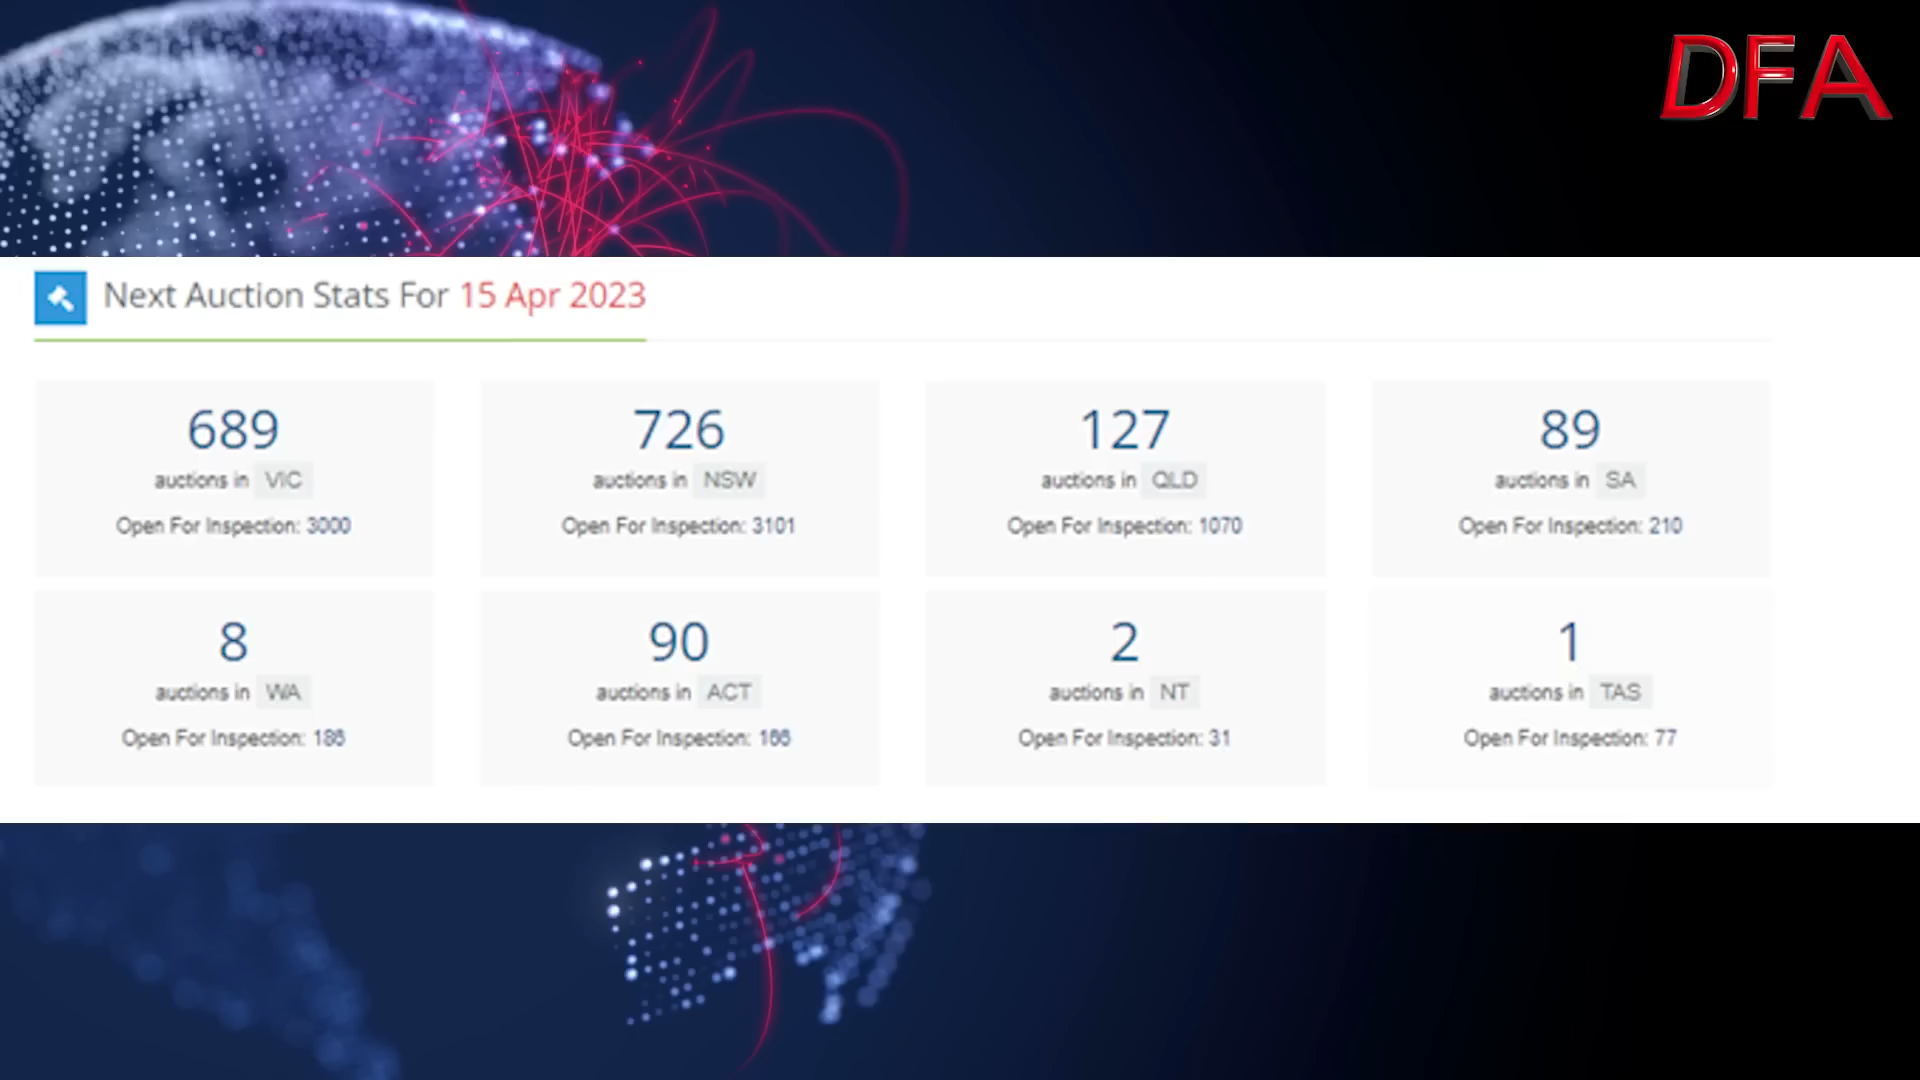 DFA
Next Auction Stats For 15 Apr 2023
689
auctions in VIC
Open For Inspection: 3000
726
auctions in NSW
Open For Inspection: 3101
127
auctions in QLD
Open For Inspection: 1070
89
auctions in SA
Open For Inspection: 210
8
auctions in WA
Open For Inspection:
90
auctions in ACT
Open For Inspection:
2
auctions in NT
Open For Inspection: 31
1
auctions in TAS
Open For Inspection: 77